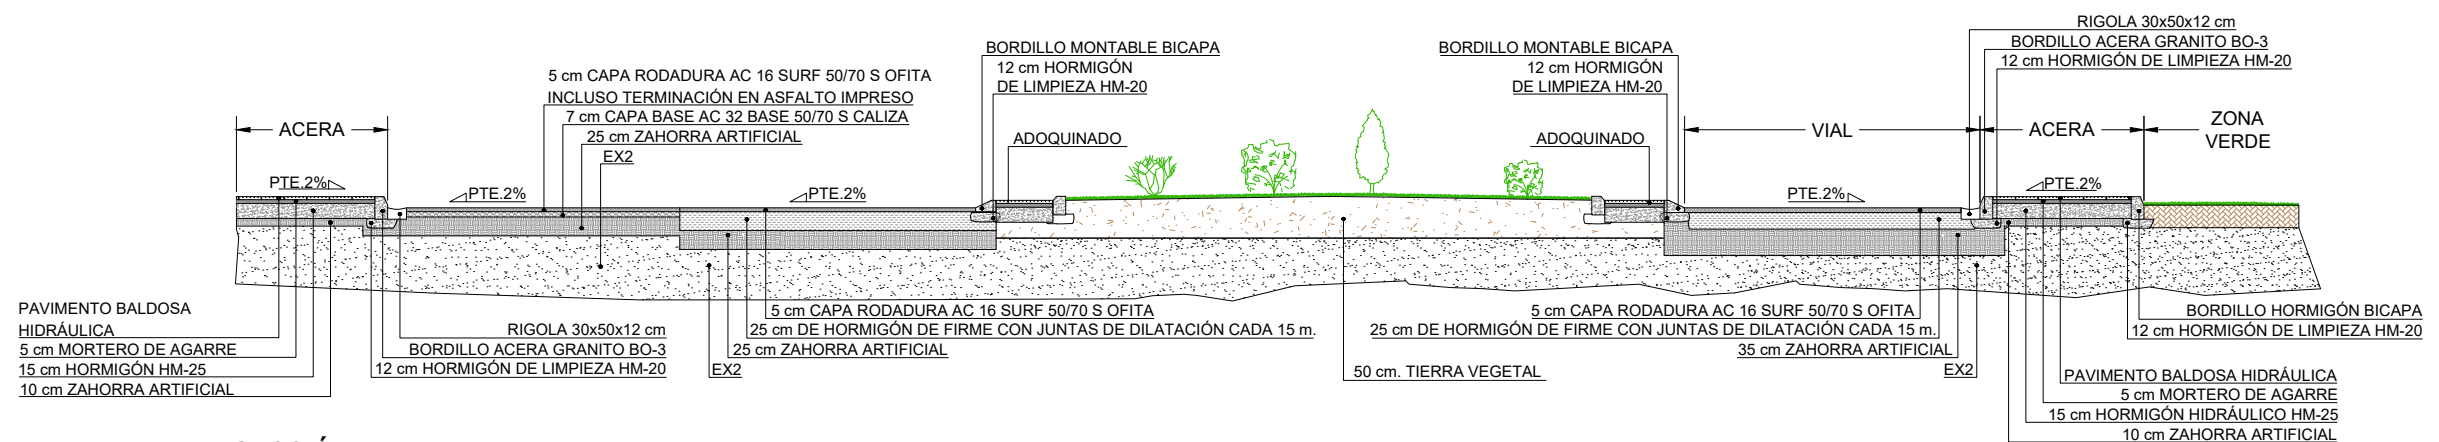 RIGOLA 30x50x12 cm
BORDILLO MONTABLE BICAPA
BORDILLO MONTABLE BICAPA
BORDILLO ACERA GRANITO BO-3
12 cm HORMIGÓN
DE LIMPIEZA HM-20
12 cm HORMIGÓN
DE LIMPIEZA HM-20
12 cm HORMIGÓN DE LIMPIEZA HM-20
5 cm CAPA RODADURA AC 16 SURF 50/70 S OFITA
INCLUSO TERMINACIÓN EN ASFALTO IMPRESO
7 cm CAPA BASE AC 32 BASE 50/70 S CALIZA
25 cm ZAHORRA ARTIFICIAL
EX2
ACERA
ADOQUINADO
ADOQUINADO
VIAL
ACERA
ZONA
VERDE
PTE.2%
PTE.2%
PTE.2%
PTE.2%
PTE.2%
PAVIMENTO BALDOSA
HIDRÁULICA
5 cm MORTERO DE AGARRE
15 cm HORMIGÓN HM-25
10 cm ZAHORRA ARTIFICIAL
RIGOLA 30x50x12 cm
BORDILLO ACERA GRANITO BO-3
12 cm HORMIGÓN DE LIMPIEZA HM-20
5 cm CAPA RODADURA AC 16 SURF 50/70 S OFITA
25 cm DE HORMIGÓN DE FIRME CON JUNTAS DE DILATACIÓN CADA 15 m.
25 cm ZAHORRA ARTIFICIAL
EX2
50 cm. TIERRA VEGETAL
5 cm CAPA RODADURA AC 16 SURF 50/70 S OFITA
25 cm DE HORMIGÓN DE FIRME CON JUNTAS DE DILATACIÓN CADA 15 m.
35 cm ZAHORRA ARTIFICIAL
EX2
BORDILLO HORMIGÓN BICAPA
12 cm HORMIGÓN DE LIMPIEZA HM-20
PAVIMENTO BALDOSA HIDRÁULICA
5 cm MORTERO DE AGARRE
15 cm HORMIGÓN HIDRÁULICO HM-25
10 cm ZAHORRA ARTIFICIAL